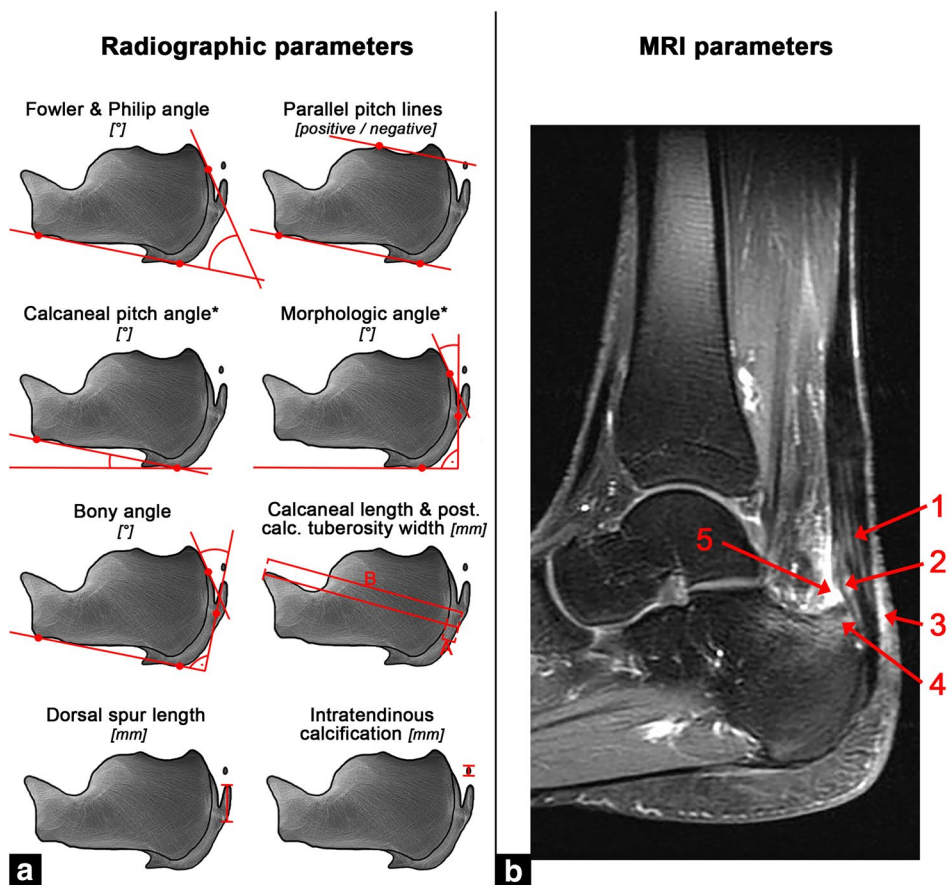 Radiographic parameters
Fowler & Philip angle
[°]
Parallel pitch lines
[positive / negative]
Calcaneal pitch angle*
[°]
Morphologic angle*
[°]
Bony angle
[°]
Calcaneal length & post.
calc. tuberosity width [mm]
B
A
Dorsal spur length
[mm]
Intratendinous
calcification [mm]
a
MRI parameters
1
5
2
3
4
b